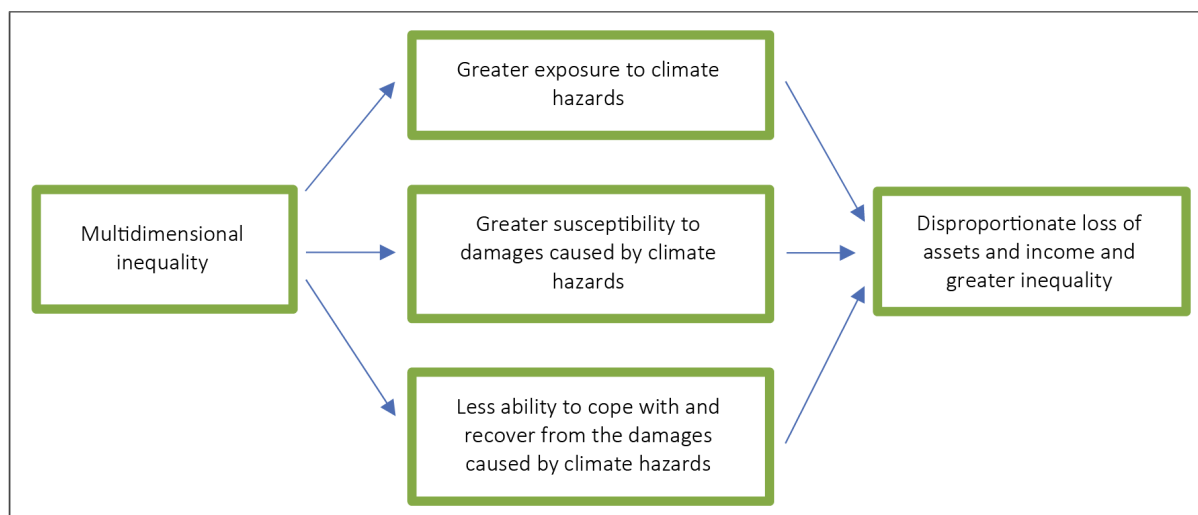 Greater exposure to climate
hazards
Multidimensional
inequality
Greater susceptibility to
damages caused by climate
hazards
Disproportionate loss of
assets and income and
greater inequality
Less ability to cope with and
recover from the damages
caused by climate hazards